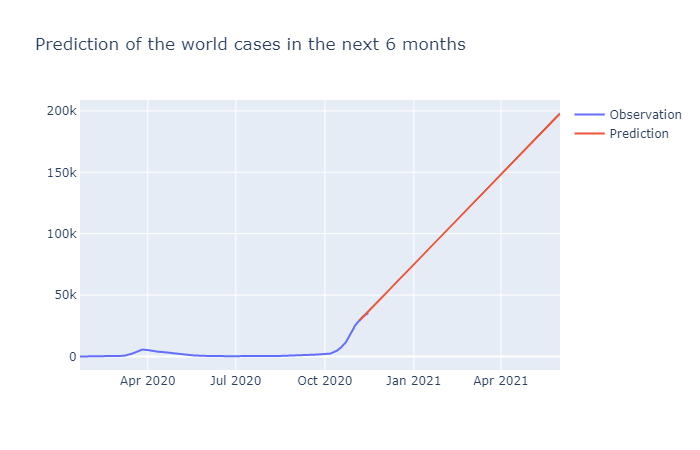 Prediction of the world cases in the next 6 months
200k
150k
100k
50k
0
Apr 2020
Jul 2020
Oct 2020
Jan 2021
Apr 2021
Observation
Prediction